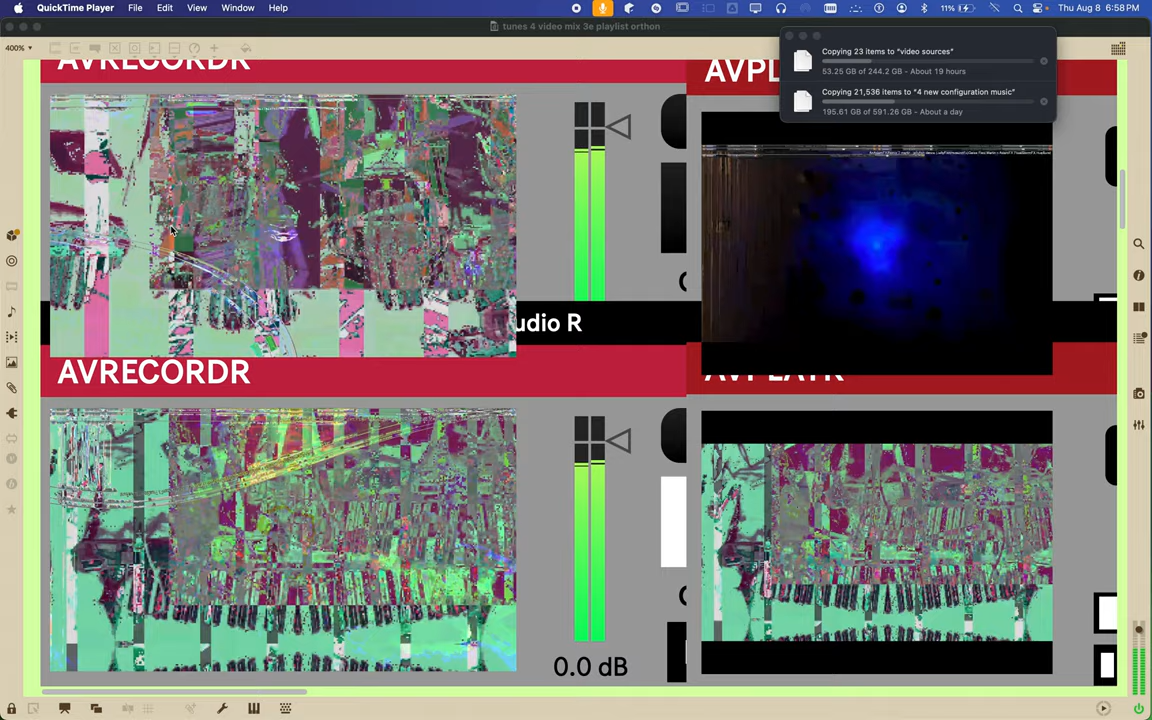 QuickTime Player File Edit View Window Help
11% Thu Aug 8 6:58 PM
tunes 4 video mix 3e playlist orthon
400%
Copying 23 items to "video sources"
53.25 GB of 244.2 GB - About 19 hours
Copying 21,536 items to "4 new configuration music"
195.61 GB of 591.26 GB - About a day
AVRECORDR
AVPL
udio R
AVRECORDR
AVPLAYR
0.0 dB